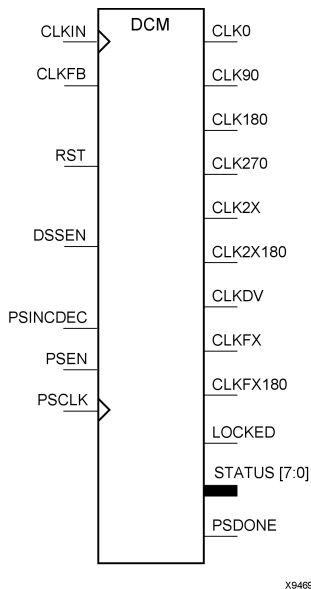 DCM
CLKIN
CLKFB
RST
DSSEN
PSINCDEC
PSEN
PSCLK
CLK0
CLK90
CLK180
CLK270
CLK2X
CLK2X180
CLKDV
CLKFX
CLKFX180
LOCKED
STATUS [7:0]
PSDONE
X9469